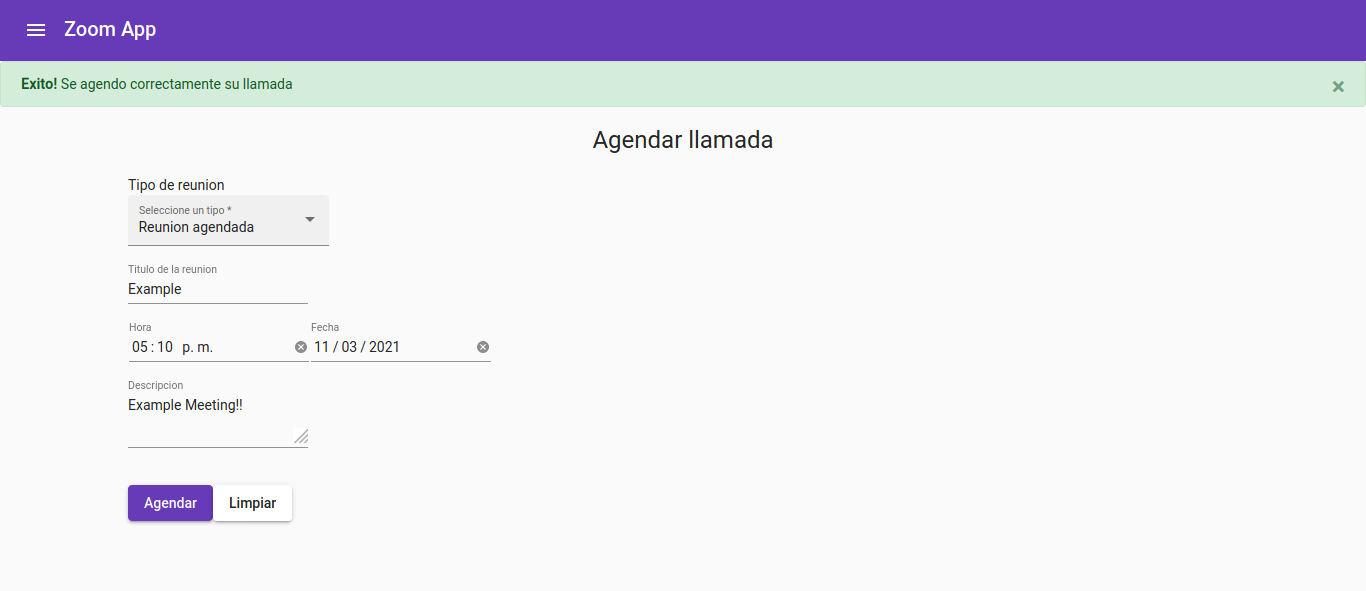 Zoom App
Exito! Se agendo correctamente su llamada ×
Agendar llamada
Tipo de reunion
Seleccione un tipo *
Reunion agendada
Titulo de la reunion
Example
Hora Fecha
05 : 10 p. m. 11 / 03 / 2021
Descripcion
Example Meeting!!
Agendar Limpiar